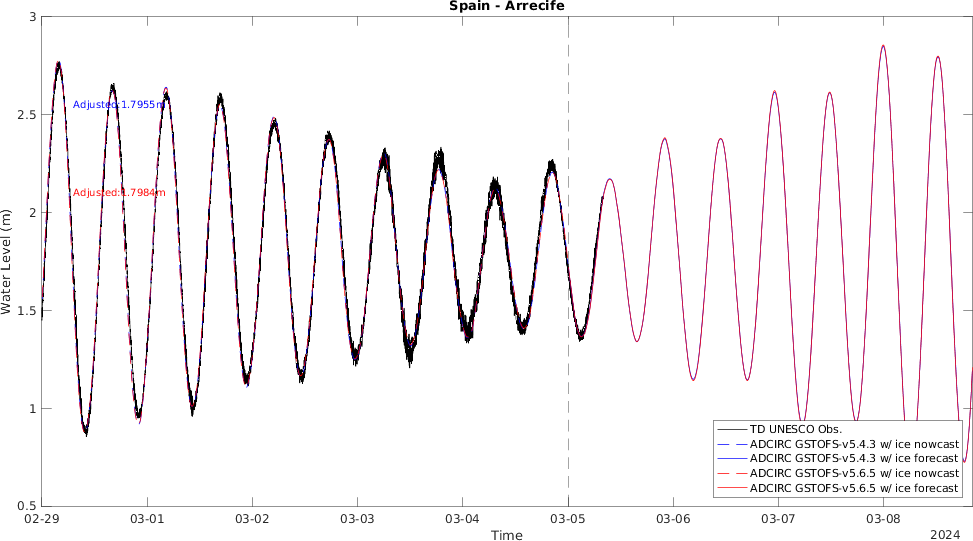 Spain - Arrecife
3
2.5
2
1.5
1
0.5
Water Level (m)
Adjusted:1.7955m
Adjusted:1.7984m
TD UNESCO Obs.
ADCIRC GSTOFS-v5.4.3 w/ ice nowcast
ADCIRC GSTOFS-v5.4.3 w/ ice forecast
ADCIRC GSTOFS-v5.6.5 w/ ice nowcast
ADCIRC GSTOFS-v5.6.5 w/ ice forecast
02-29 03-01 03-02 03-03 03-04 03-05 03-06 03-07 03-08
Time
2024